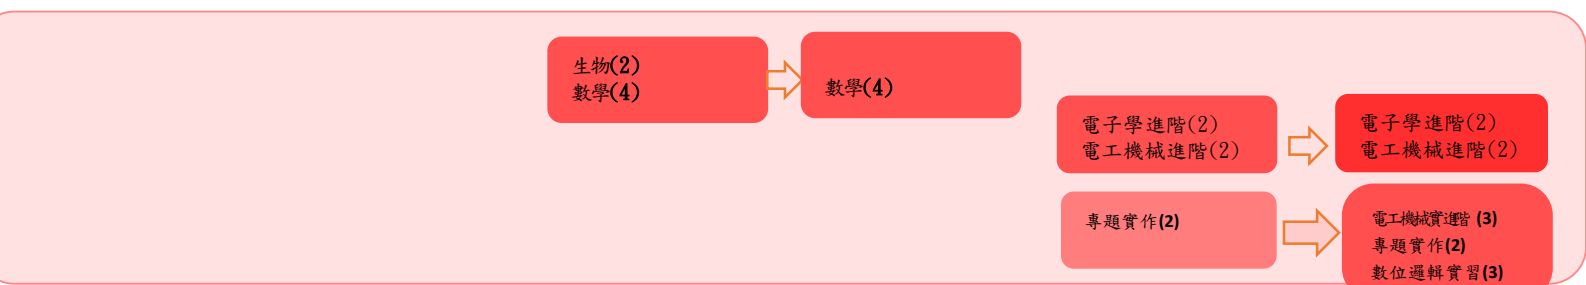 生物(2)
數學(4)
數學(4)
電子學進階(2)
電工機械進階(2)
電子學進階(2)
電工機械進階(2)
專題實作(2)
電工機械實進階 (3)
專題實作(2)
數位邏輯實習(3)